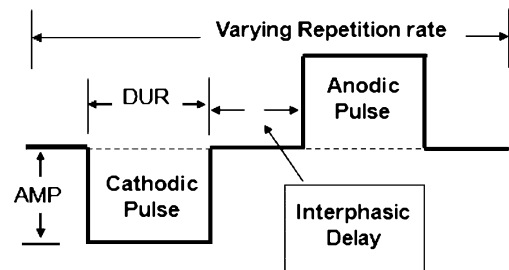 Varying Repetition rate
DUR
Anodic
Pulse
AMP
Cathodic
Pulse
Interphasic
Delay